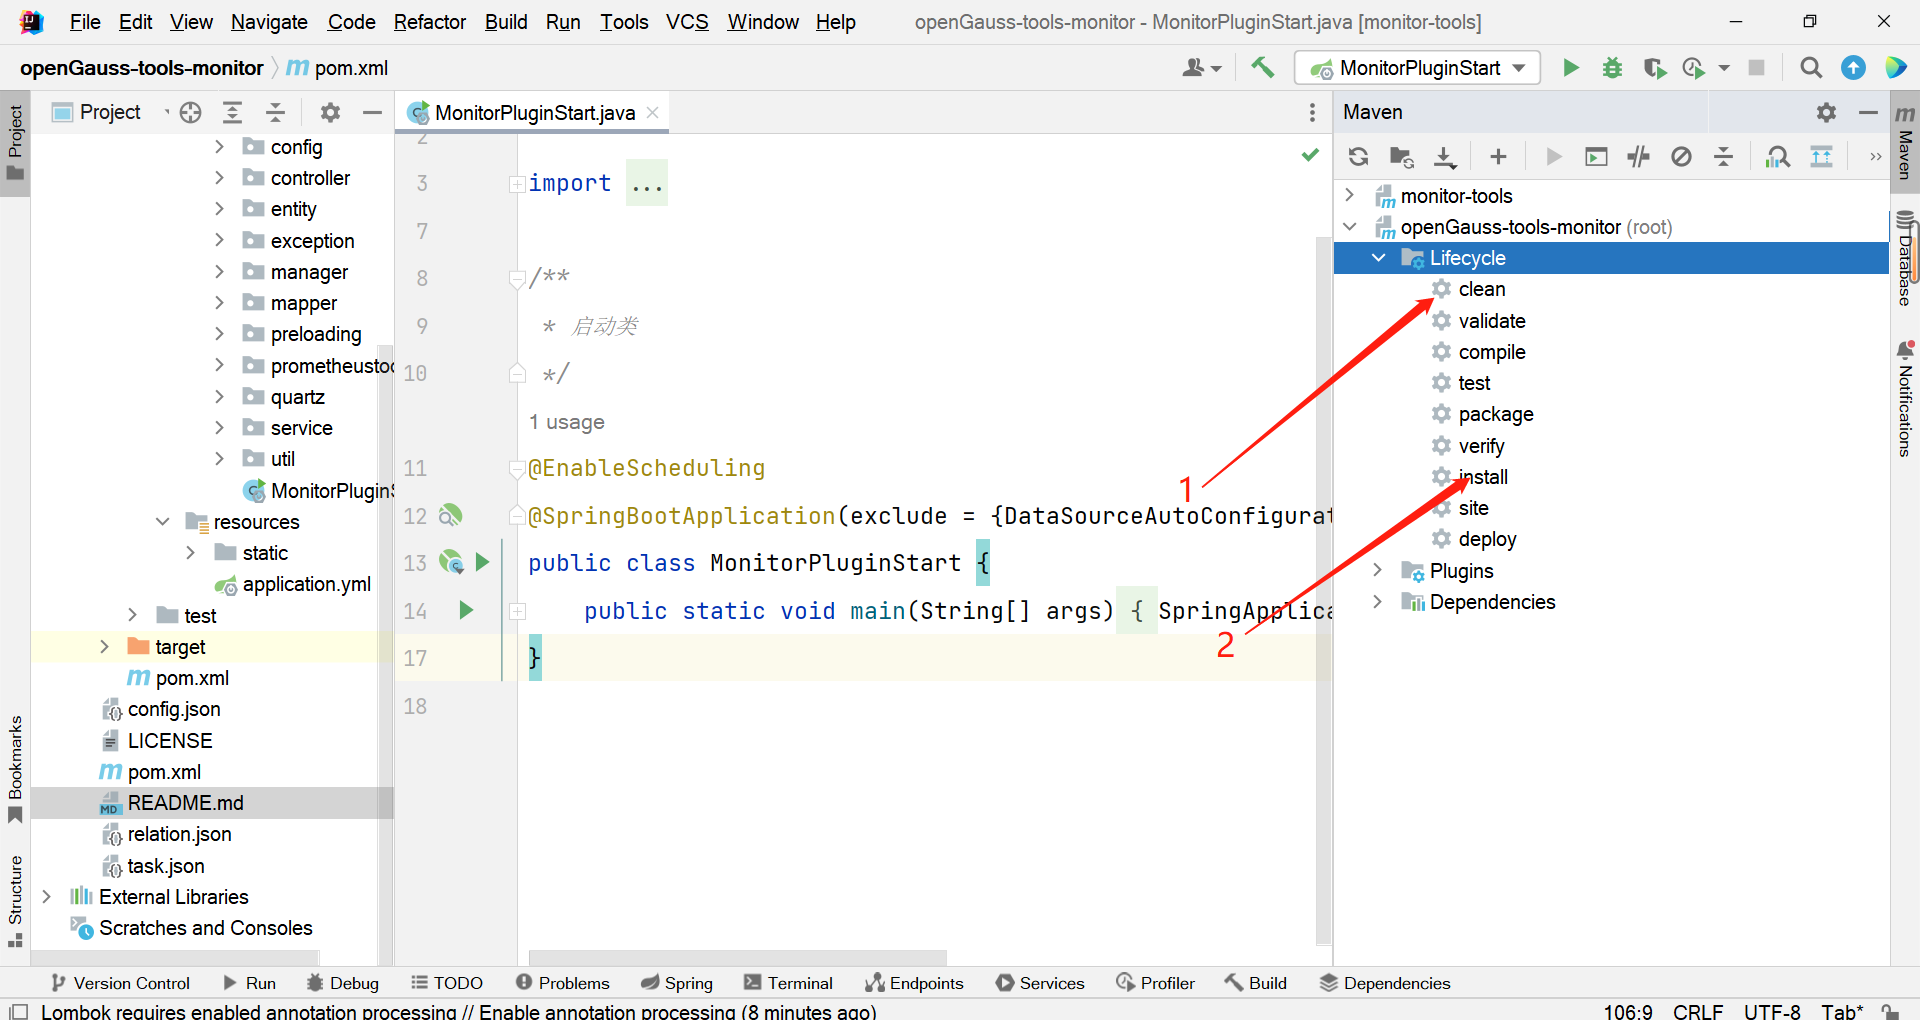 File Edit View Navigate Code Refactor Build Run Tools VCS Window Help openGauss-tools-monitor - MonitorPluginStart.java [monitor-tools]
openGauss-tools-monitor pom.xml MonitorPluginStart
Project
Project
MonitorPluginStart.java
Maven
Maven
Database
Notifications
Bookmarks
Structure
config
controller
entity
exception
manager
mapper
preloading
prometheustoo
quartz
service
util
MonitorPluginS
resources
static
application.yml
test
target
pom.xml
config.json
LICENSE
pom.xml
README.md
relation.json
task.json
External Libraries
Scratches and Consoles
2
3 import ...
7
8 /**
9 * 启动类
10 */
1 usage
11 @EnableScheduling
12 @SpringBootApplication(exclude = {DataSourceAutoConfigurat
13 public class MonitorPluginStart {
14 public static void main(String[] args) { SpringApplica
17 }
18
monitor-tools
openGauss-tools-monitor (root)
Lifecycle
clean
validate
compile
test
package
verify
install
site
deploy
Plugins
Dependencies
1
2
Version Control Run Debug TODO Problems Spring Terminal Endpoints Services Profiler Build Dependencies
Lombok requires enabled annotation processing // Enable annotation processing (8 minutes ago) 106:9 CRLF UTF-8 Tab*